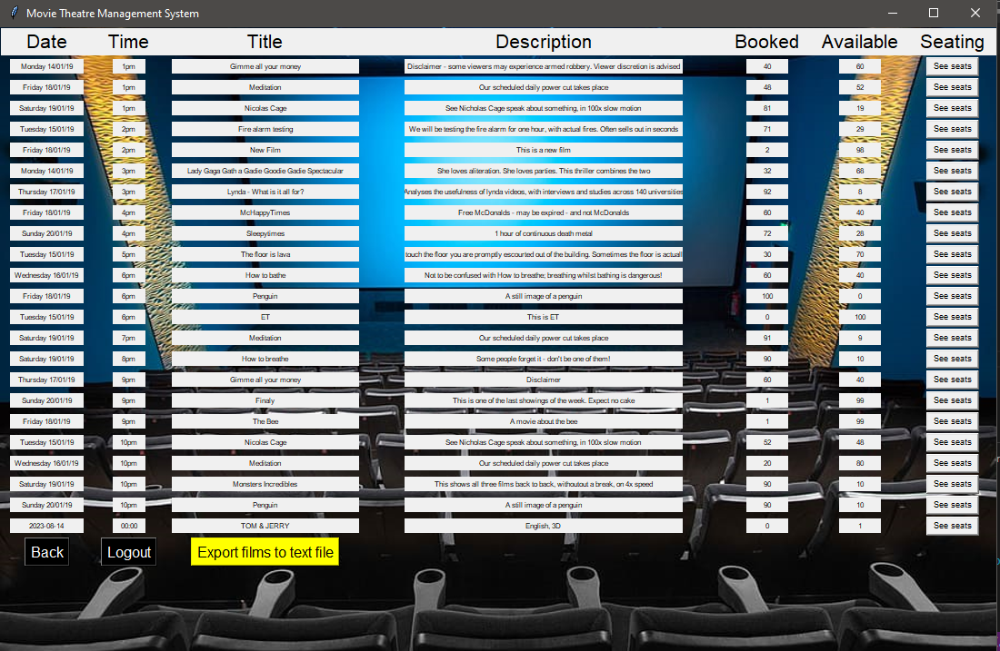 Movie Theatre Management System
Date Time Title Description Booked Available Seating
Monday 14/01/19 1pm Gimme all your money Disclaimer - some viewers may experience armed robbery. Viewer discretion is advised 40 60 See seats
Friday 18/01/19 1pm Meditation Our scheduled daily power cut takes place 48 52 See seats
Saturday 19/01/19 1pm Nicolas Cage See Nicholas Cage speak about something, in 100x slow motion 81 19 See seats
Tuesday 15/01/19 2pm Fire alarm testing We will be testing the fire alarm for one hour, with actual fires. Often sells out in seconds 71 29 See seats
Friday 18/01/19 2pm New Film This is a new film 2 98 See seats
Monday 14/01/19 3pm Lady Gaga Gath a Gadie Goodie Gadie Spectacular She loves aliteration. She loves parties. This thriller combines the two 32 68 See seats
Thursday 17/01/19 3pm Lynda - What is it all for? Analyses the usefulness of lynda videos, with interviews and studies across 140 universities 92 8 See seats
Friday 18/01/19 4pm McHappyTimes Free McDonalds - may be expired - and not McDonalds 60 40 See seats
Sunday 20/01/19 4pm Sleepytimes 1 hour of continuous death metal 72 28 See seats
Tuesday 15/01/19 5pm The floor is lava touch the floor you are promptly escourted out of the building. Sometimes the floor is actuall 30 70 See seats
Wednesday 16/01/19 6pm How to bathe Not to be confused with How to breathe; breathing whilst bathing is dangerous! 60 40 See seats
Friday 18/01/19 6pm Penguin A still image of a penguin 100 0 See seats
Tuesday 15/01/19 6pm ET This is ET 0 100 See seats
Saturday 19/01/19 7pm Meditation Our scheduled daily power cut takes place 91 9 See seats
Saturday 19/01/19 8pm How to breathe Some people forget it - don't be one of them! 90 10 See seats
Thursday 17/01/19 9pm Gimme all your money Disclaimer 60 40 See seats
Sunday 20/01/19 9pm Finaly This is one of the last showings of the week. Expect no cake 1 99 See seats
Friday 18/01/19 9pm The Bee A movie about the bee 1 99 See seats
Tuesday 15/01/19 10pm Nicolas Cage See Nicholas Cage speak about something, in 100x slow motion 52 48 See seats
Wednesday 16/01/19 10pm Meditation Our scheduled daily power cut takes place 20 80 See seats
Saturday 19/01/19 10pm Monsters Incredibles This shows all three films back to back, withoutout a break, on 4x speed 90 10 See seats
Sunday 20/01/19 10pm Penguin A still image of a penguin 90 10 See seats
2023-08-14 00:00 TOM & JERRY English, 3D 0 1 See seats
Back Logout Export films to text file